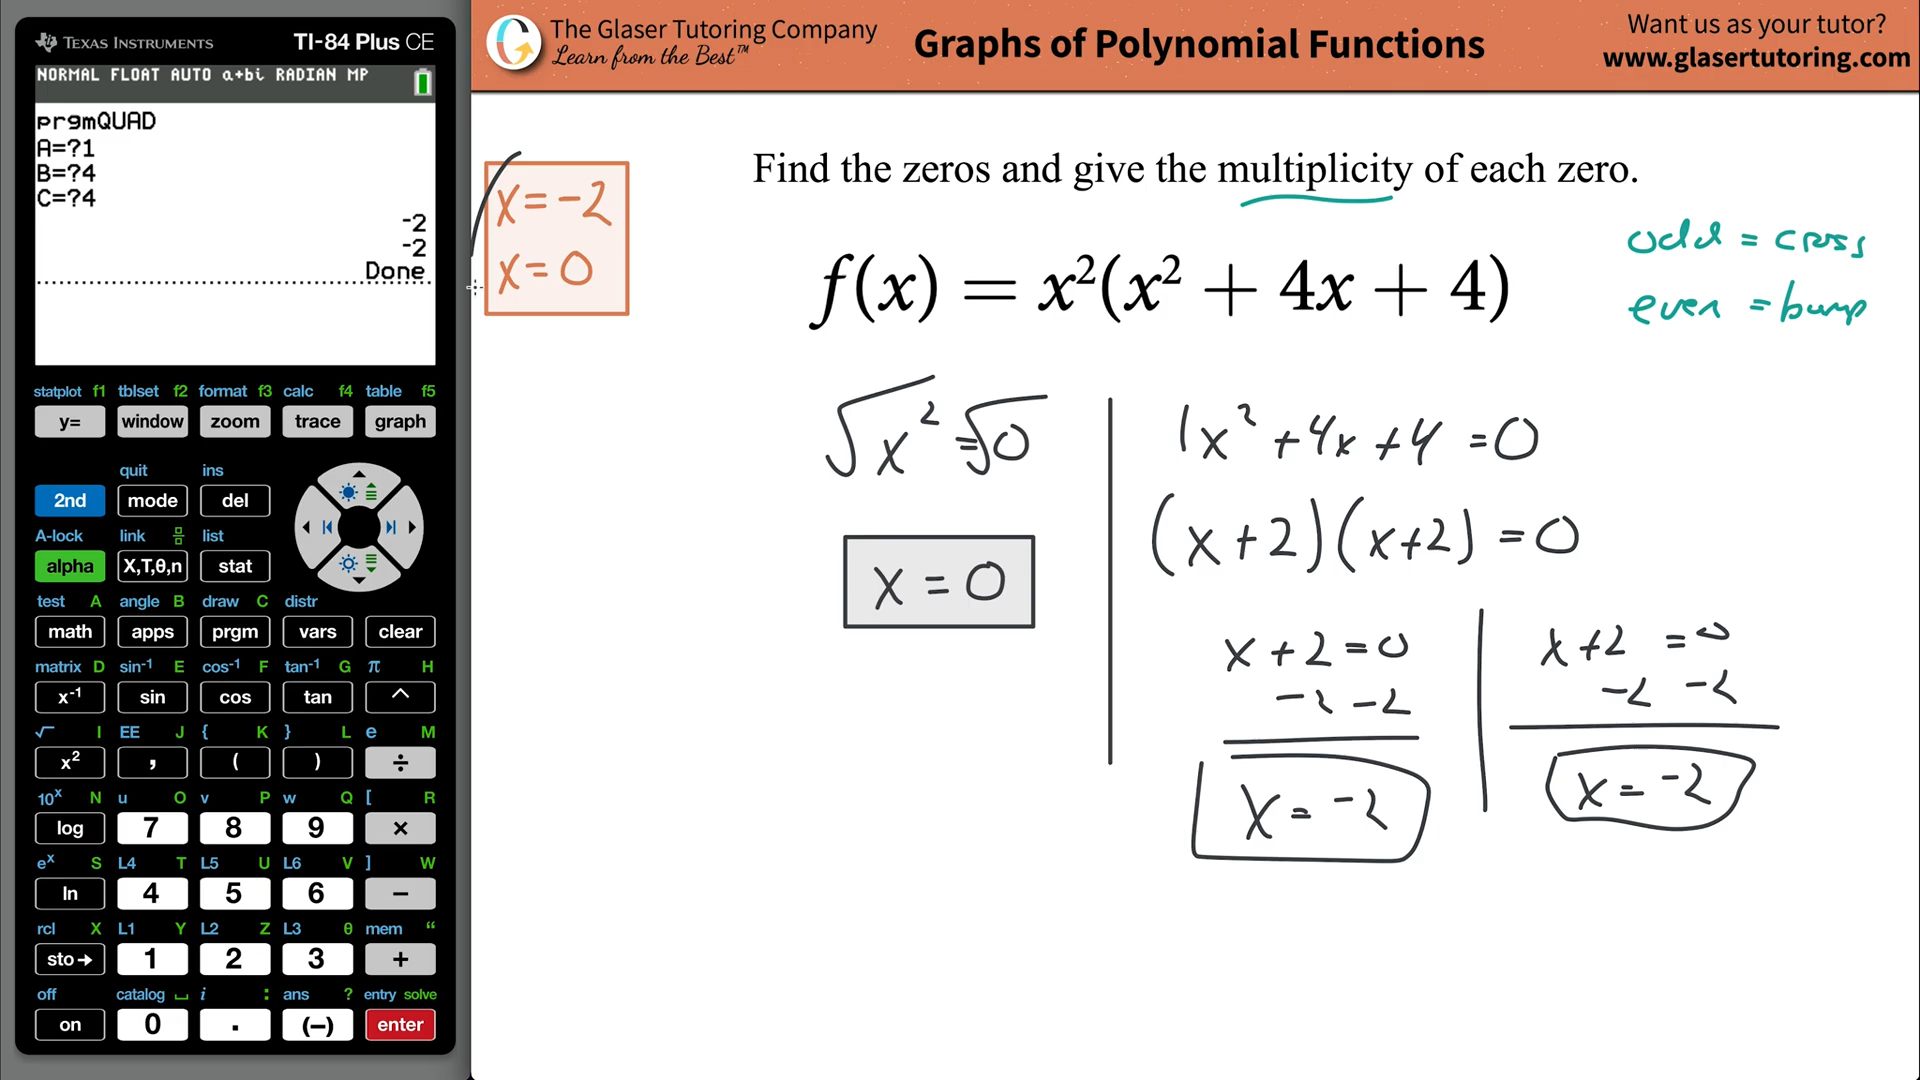 TEXAS INSTRUMENTS TI-84 Plus CE
NORMAL FLOAT AUTO a+bi RADIAN MP
prgmQUAD
A=?1
B=?4
C=?4
-2
-2
Done
statplot f1 tblset f2 format f3 calc f4 table f5
y= window zoom trace graph
quit ins
2nd mode del
A-lock link list
alpha X,T,θ,n stat
test A angle B draw C distr
math apps prgm vars clear
matrix D sin⁻¹ E cos⁻¹ F tan⁻¹ G π H
x⁻¹ sin cos tan ^
√ I EE J { K } L e M
x² , ( ) ÷
10ˣ N u O v P w Q [ R
log 7 8 9 ×
eˣ S L4 T L5 U L6 V ] W
ln 4 5 6 −
rcl X L1 Y L2 Z L3 θ mem "
sto→ 1 2 3 +
off catalog ⎵ i : ans ? entry solve
on 0 . (−) enter
The Glaser Tutoring Company
Learn from the Best™
Graphs of Polynomial Functions
Want us as your tutor?
www.glasertutoring.com
x = -2
x = 0
Find the zeros and give the multiplicity of each zero.
f(x) = x²(x² + 4x + 4)
odd = cross
even = bump
√x² = √0
x = 0
1x² + 4x + 4 = 0
(x + 2)(x + 2) = 0
x + 2 = 0
-2 -2
x = -2
x + 2 = 0
-2 -2
x = -2